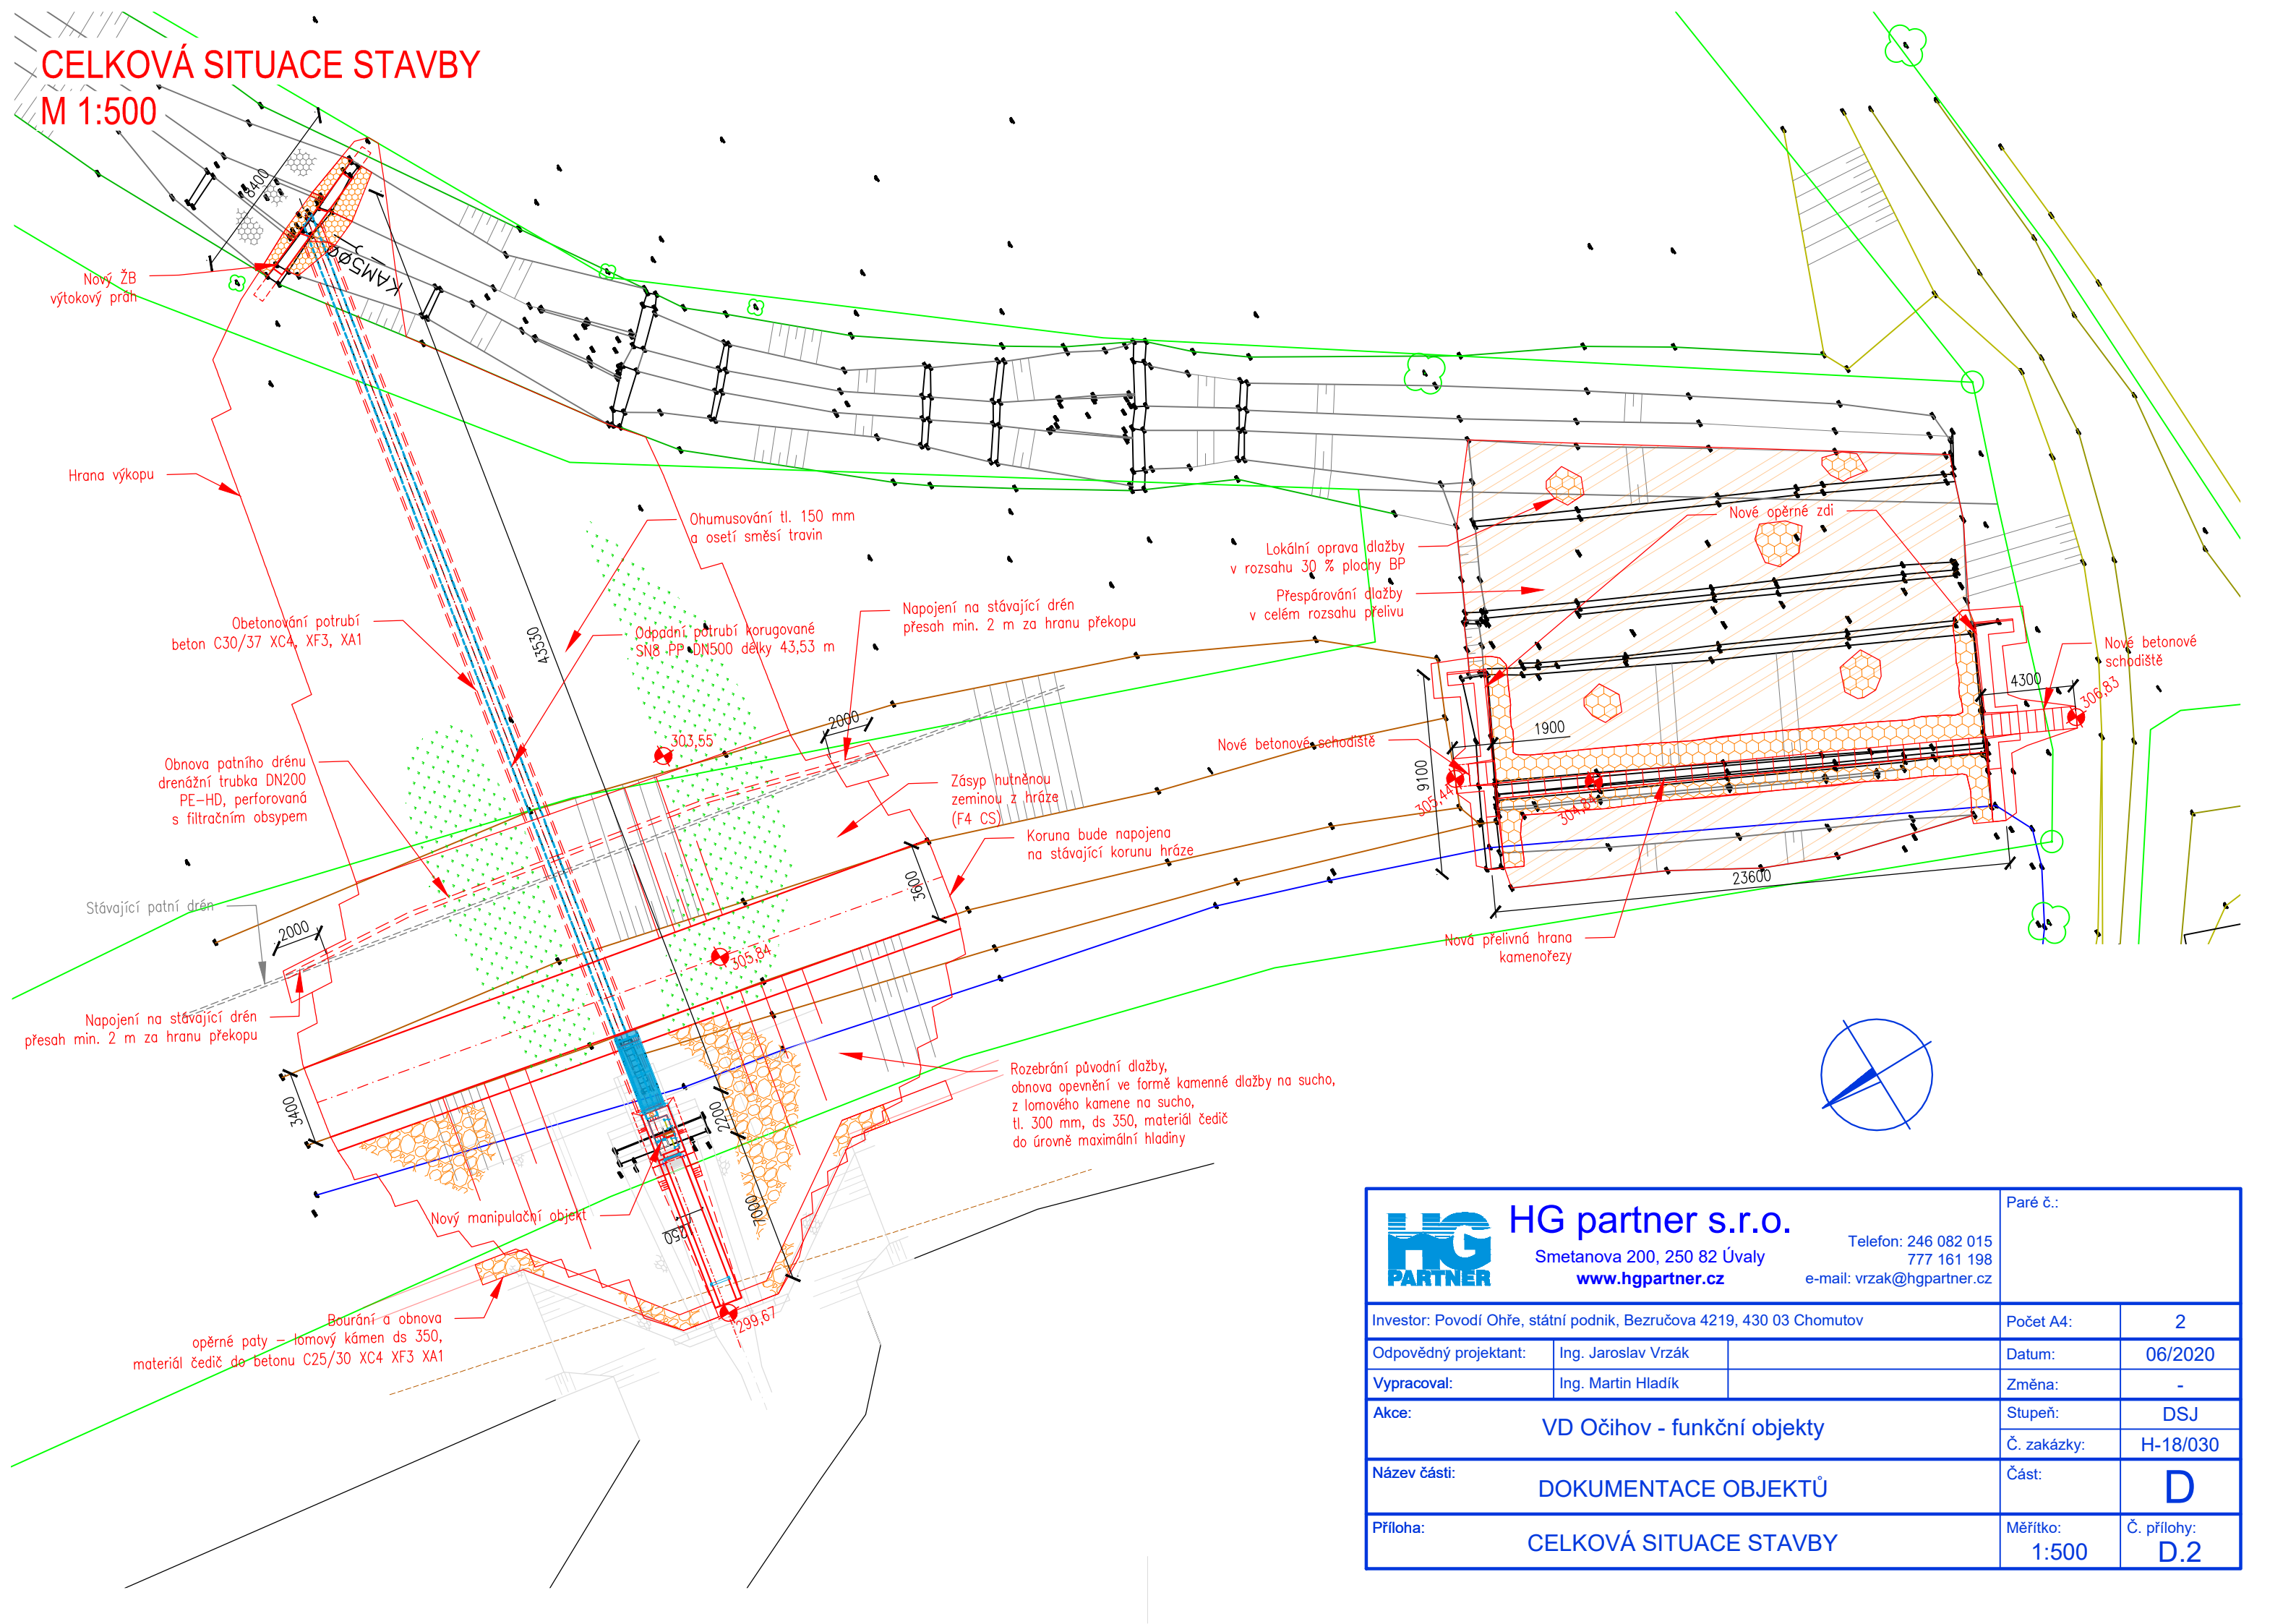 CELKOVÁ SITUACE STAVBY
M 1:500
8400
KAM500
Nový ŽB
výtokový práh
Hrana výkopu
Ohumusování tl. 150 mm
a osetí směsí travin
Obetonování potrubí
beton C30/37 XC4, XF3, XA1
43530
Odpadní potrubí korugované
SN8 PP DN500 délky 43,53 m
Napojení na stávající drén
přesah min. 2 m za hranu překopu
2000
303,55
Obnova patního drénu
drenážní trubka DN200
PE-HD, perforovaná
s filtračním obsypem
Zásyp hutněnou
zeminou z hráze
(F4 CS)
Koruna bude napojena
na stávající korunu hráze
3600
Stávající patní drén
2000
305,84
Napojení na stávající drén
přesah min. 2 m za hranu překopu
3400
2200
Rozebrání původní dlažby,
obnova opevnění ve formě kamenné dlažby na sucho,
z lomového kamene na sucho,
tl. 300 mm, ds 350, materiál čedič
do úrovně maximální hladiny
Nový manipulační objekt
7000
299,67
Bourání a obnova
opěrné paty – lomový kámen ds 350,
materiál čedič do betonu C25/30 XC4 XF3 XA1
Nové opěrné zdi
Lokální oprava dlažby
v rozsahu 30 % plochy BP
Přespárování dlažby
v celém rozsahu přelivu
Nové betonové
schodiště
4300
306,83
1900
Nové betonové schodiště
9100
305,44
304,84
23600
Nová přelivná hrana
kamenořezy
HG
PARTNER
HG partner s.r.o.
Smetanova 200, 250 82 Úvaly
www.hgpartner.cz
Telefon: 246 082 015
777 161 198
e-mail: vrzak@hgpartner.cz
Paré č.:
Investor: Povodí Ohře, státní podnik, Bezručova 4219, 430 03 Chomutov
Počet A4: 2
Odpovědný projektant: Ing. Jaroslav Vrzák
Datum: 06/2020
Vypracoval: Ing. Martin Hladík
Změna: -
Akce: VD Očihov - funkční objekty
Stupeň: DSJ
Č. zakázky: H-18/030
Název části: DOKUMENTACE OBJEKTŮ
Část: D
Příloha: CELKOVÁ SITUACE STAVBY
Měřítko: 1:500
Č. přílohy: D.2